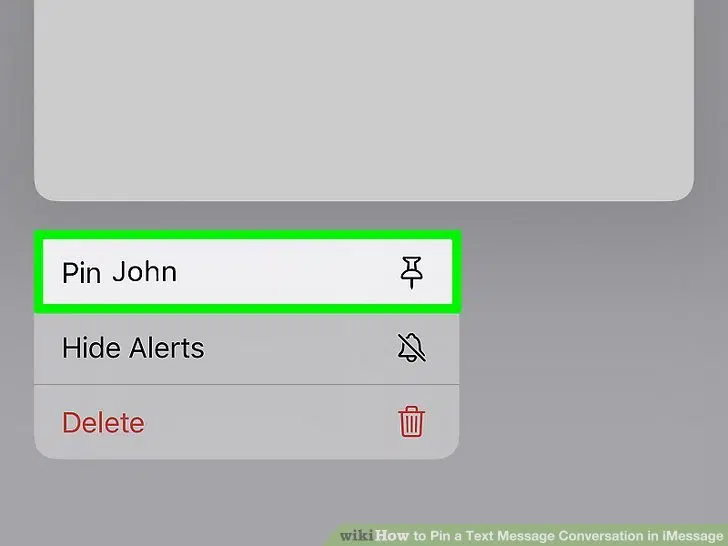 Pin John
Hide Alerts
Delete
wikiHow to Pin a Text Message Conversation in iMessage